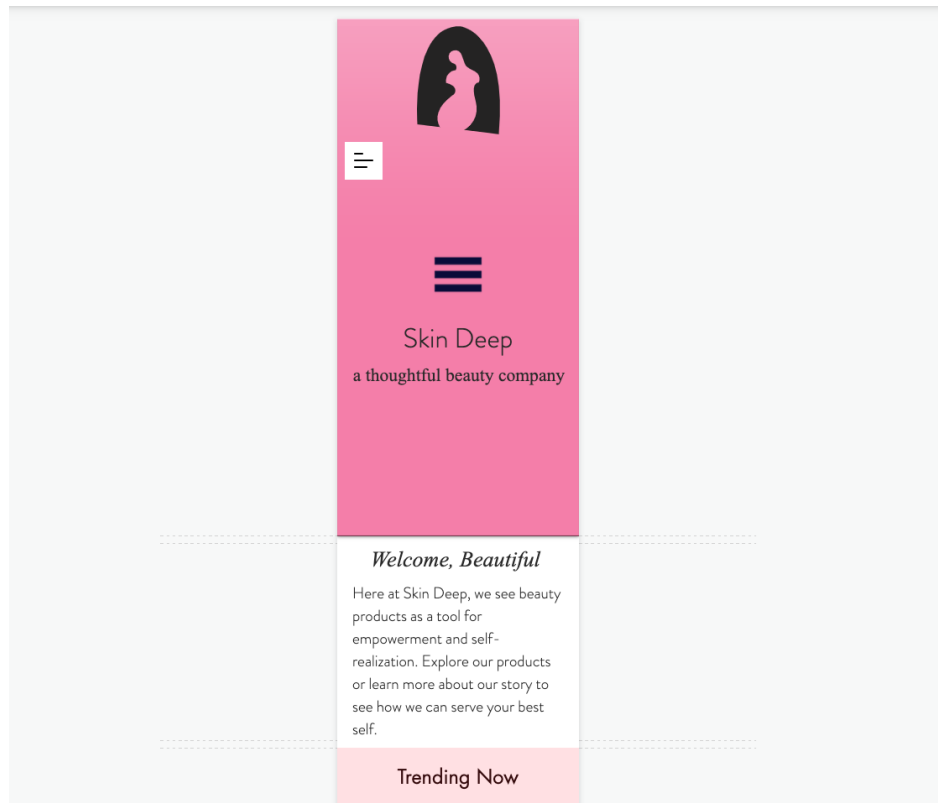 Skin Deep
a thoughtful beauty company
Welcome, Beautiful
Here at Skin Deep, we see beauty
products as a tool for
empowerment and self-
realization. Explore our products
or learn more about our story to
see how we can serve your best
self.
Trending Now